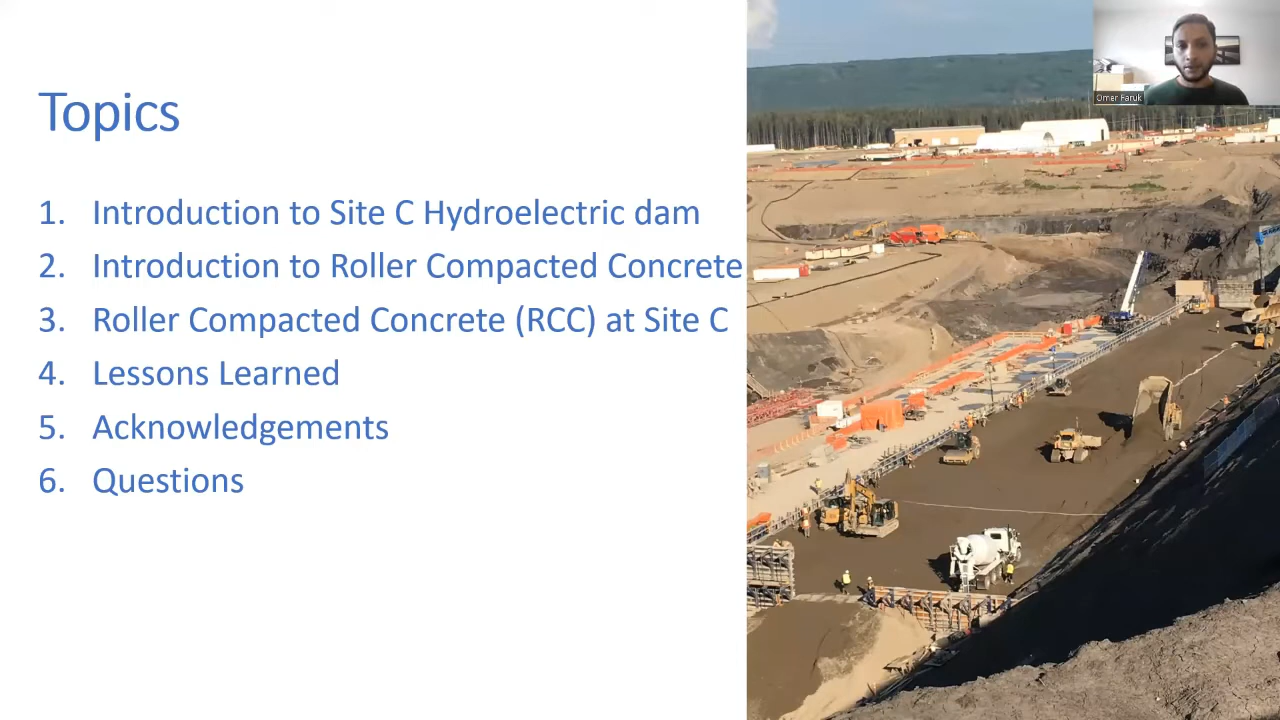 Topics
1. Introduction to Site C Hydroelectric dam
2. Introduction to Roller Compacted Concrete
3. Roller Compacted Concrete (RCC) at Site C
4. Lessons Learned
5. Acknowledgements
6. Questions
Omer Faruk